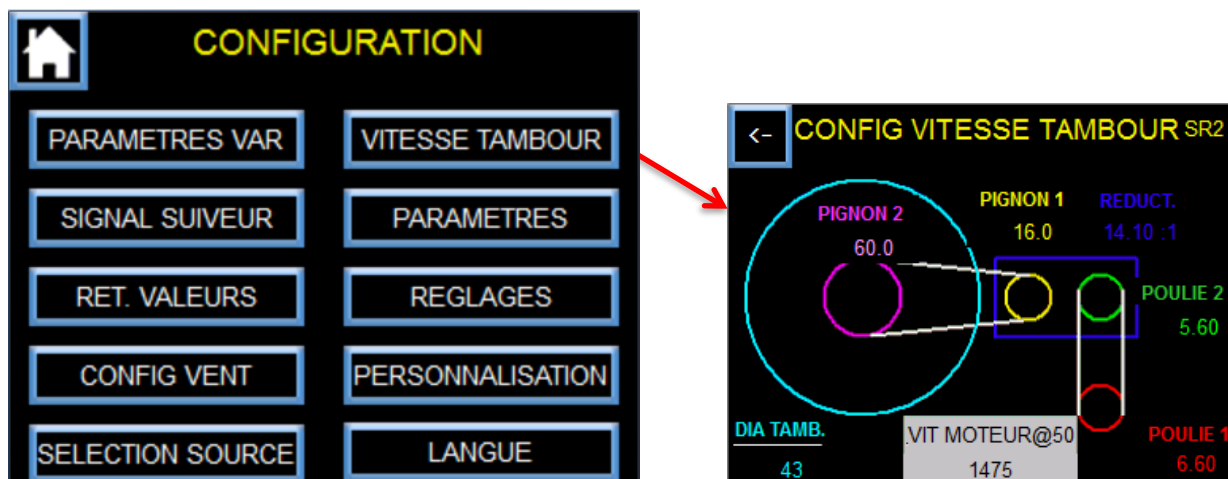 CONFIGURATION
PARAMETRES VAR
VITESSE TAMBOUR
SIGNAL SUIVEUR
PARAMETRES
RET. VALEURS
REGLAGES
CONFIG VENT
PERSONNALISATION
SELECTION SOURCE
LANGUE
<- CONFIG VITESSE TAMBOUR SR2
PIGNON 2
60.0
PIGNON 1
16.0
REDUCT.
14.10 :1
POULIE 2
5.60
DIA TAMB.
43
.VIT MOTEUR@50
1475
POULIE 1
6.60